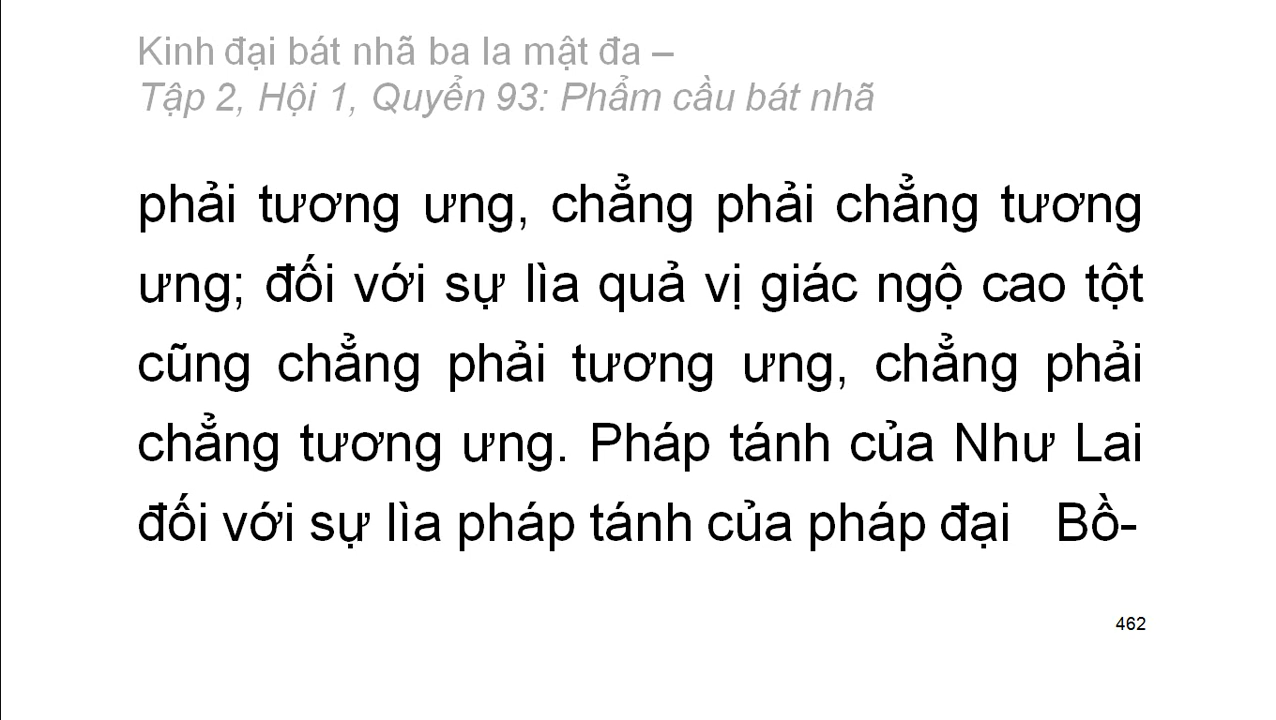 Kinh đại bát nhã ba la mật đa –
Tập 2, Hội 1, Quyển 93: Phẩm cầu bát nhã
phải tương ưng, chẳng phải chẳng tương
ưng; đối với sự lìa quả vị giác ngộ cao tột
cũng chẳng phải tương ưng, chẳng phải
chẳng tương ưng. Pháp tánh của Như Lai
đối với sự lìa pháp tánh của pháp đại Bồ-
462